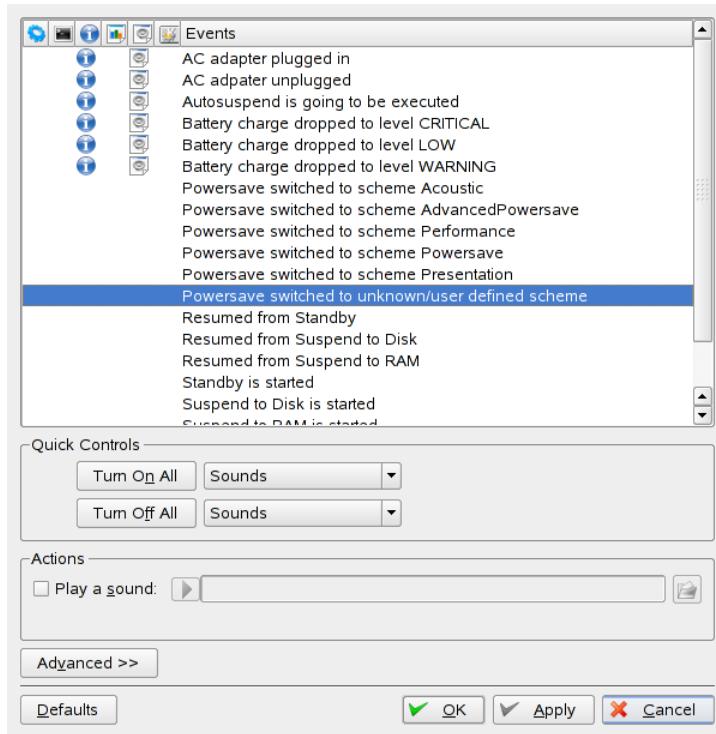 Events
AC adapter plugged in
AC adpater unplugged
Autosuspend is going to be executed
Battery charge dropped to level CRITICAL
Battery charge dropped to level LOW
Battery charge dropped to level WARNING
Powersave switched to scheme Acoustic
Powersave switched to scheme AdvancedPowersave
Powersave switched to scheme Performance
Powersave switched to scheme Powersave
Powersave switched to scheme Presentation
Powersave switched to unknown/user defined scheme
Resumed from Standby
Resumed from Suspend to Disk
Resumed from Suspend to RAM
Standby is started
Suspend to Disk is started
Suspend to RAM is started
Quick Controls
Turn On All Sounds
Turn Off All Sounds
Actions
Play a sound:
Advanced >>
Defaults OK Apply Cancel